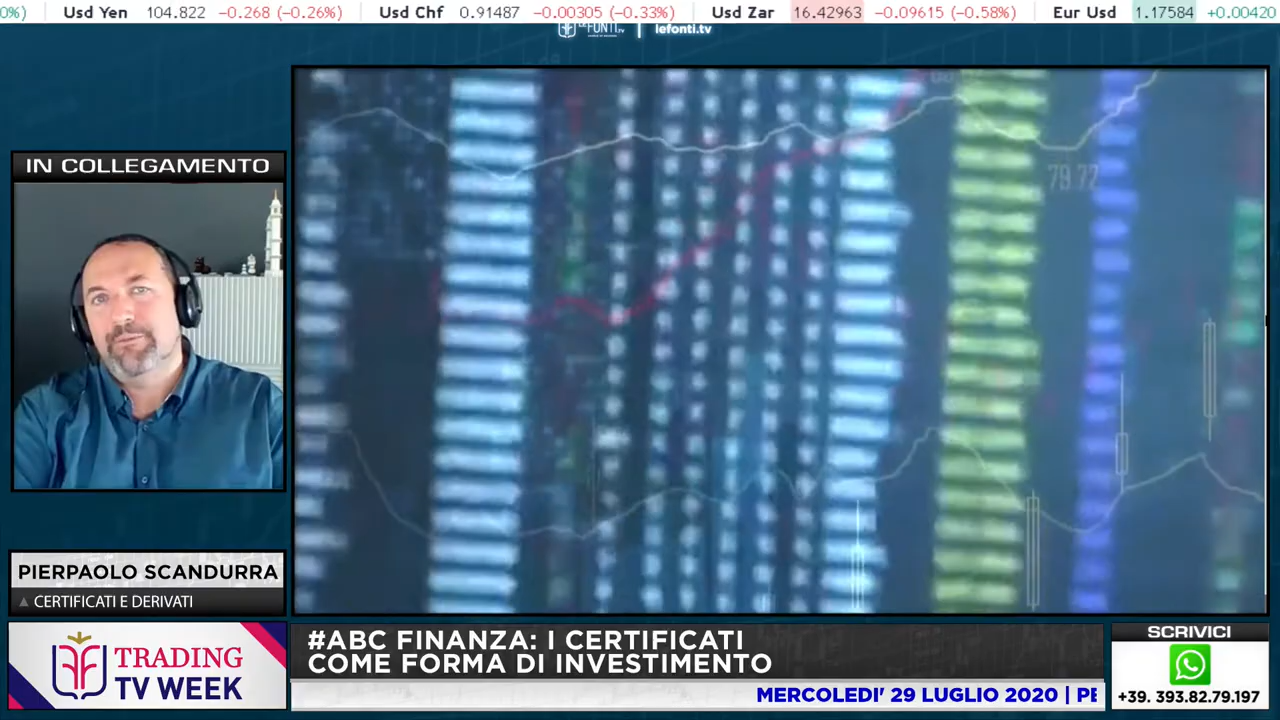 0%) Usd Yen 104.822 −0.268 (−0.26%) Usd Chf 0.91487 −0.00305 (−0.33%) Usd Zar 16.42963 −0.09615 (−0.58%) Eur Usd 1.17584 +0.00420
LE FONTI.TV lefonti.tv
IN COLLEGAMENTO
79.72
PIERPAOLO SCANDURRA
CERTIFICATI E DERIVATI
TRADING
TV WEEK
#ABC FINANZA: I CERTIFICATI
COME FORMA DI INVESTIMENTO
MERCOLEDI' 29 LUGLIO 2020 | PE
SCRIVICI
+39. 393.82.79.197